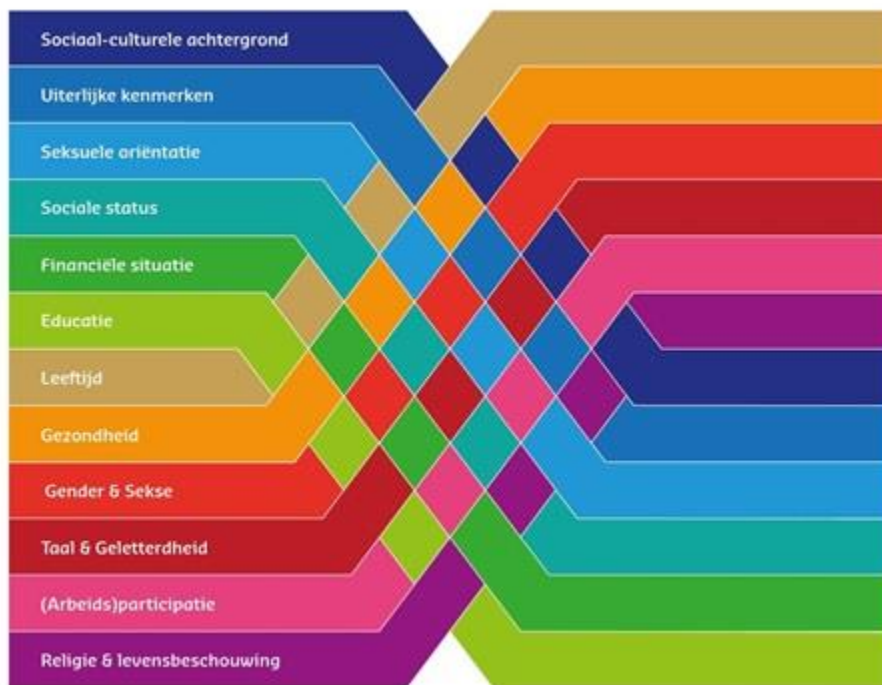 Sociaal-culturele achtergrond
Uiterlijke kenmerken
Seksuele oriëntatie
Sociale status
Financiële situatie
Educatie
Leeftijd
Gezondheid
Gender & Sekse
Taal & Geletterdheid
(Arbeids)participatie
Religie & levensbeschouwing